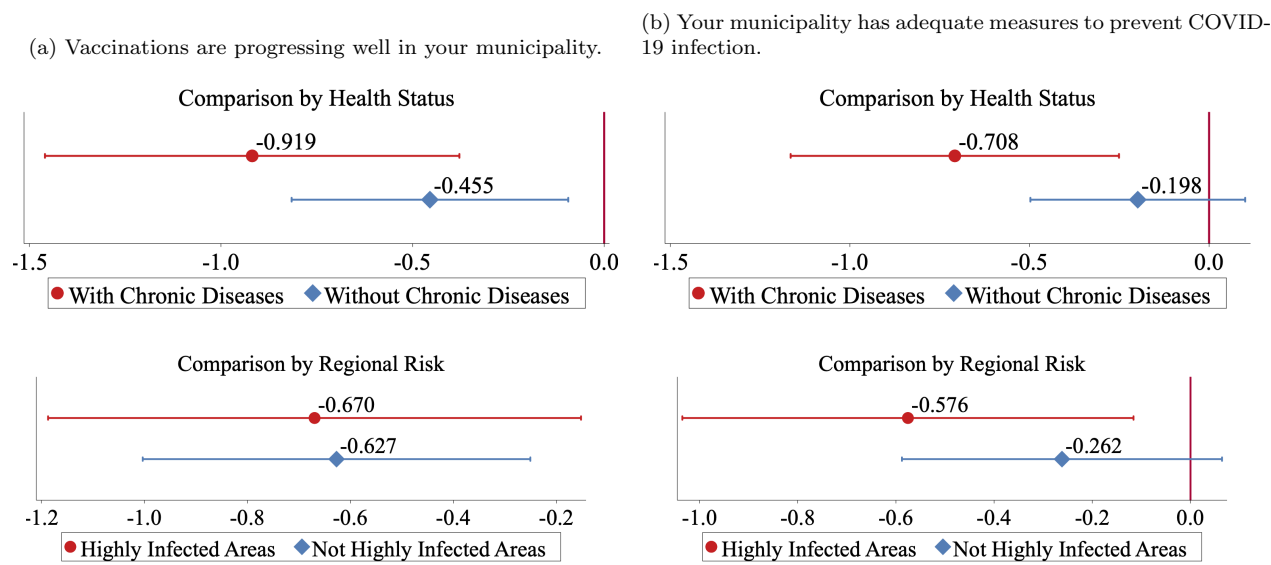 (a) Vaccinations are progressing well in your municipality.
Comparison by Health Status
-0.919
-0.455
-1.5 -1.0 -0.5 0.0
With Chronic Diseases Without Chronic Diseases
Comparison by Regional Risk
-0.670
-0.627
-1.2 -1.0 -0.8 -0.6 -0.4 -0.2
Highly Infected Areas Not Highly Infected Areas
(b) Your municipality has adequate measures to prevent COVID-
19 infection.
Comparison by Health Status
-0.708
-0.198
-1.5 -1.0 -0.5 0.0
With Chronic Diseases Without Chronic Diseases
Comparison by Regional Risk
-0.576
-0.262
-1.0 -0.8 -0.6 -0.4 -0.2 0.0
Highly Infected Areas Not Highly Infected Areas